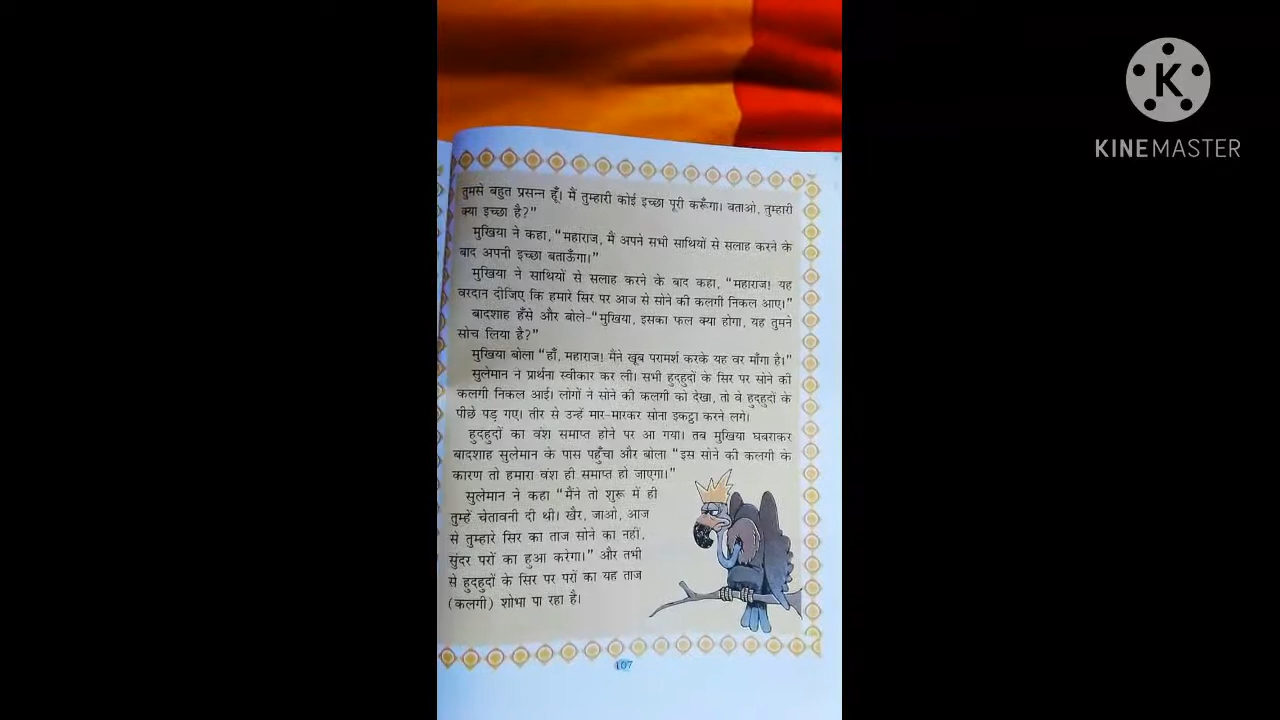 तुमसे बहुत प्रसन्न हूँ। मैं तुम्हारी कोई इच्छा पूरी करूँगा। बताओ, तुम्हारी
क्या इच्छा है?”
मुखिया ने कहा, “महाराज, मैं अपने सभी साथियों से सलाह करने के
बाद अपनी इच्छा बताऊँगा।”
मुखिया ने साथियों से सलाह करने के बाद कहा, “महाराज! यह
वरदान दीजिए कि हमारे सिर पर आज से सोने की कलगी निकल आए।”
बादशाह हँसे और बोले-“मुखिया, इसका फल क्या होगा, यह तुमने
सोच लिया है?”
मुखिया बोला “हाँ, महाराज! मैंने खूब परामर्श करके यह वर माँगा है।”
सुलेमान ने प्रार्थना स्वीकार कर ली। सभी हुदहुदों के सिर पर सोने की
कलगी निकल आई। लोगों ने सोने की कलगी को देखा, तो वे हुदहुदों के
पीछे पड़ गए। तीर से उन्हें मार-मारकर सोना इकट्ठा करने लगे।
हुदहुदों का वंश समाप्त होने पर आ गया। तब मुखिया घबराकर
बादशाह सुलेमान के पास पहुँचा और बोला “इस सोने की कलगी के
कारण तो हमारा वंश ही समाप्त हो जाएगा।”
सुलेमान ने कहा “मैंने तो शुरू में ही
तुम्हें चेतावनी दी थी। खैर, जाओ, आज
से तुम्हारे सिर का ताज सोने का नहीं,
सुंदर परों का हुआ करेगा।” और तभी
से हुदहुदों के सिर पर परों का यह ताज
(कलगी) शोभा पा रहा है।
107
K
KINEMASTER